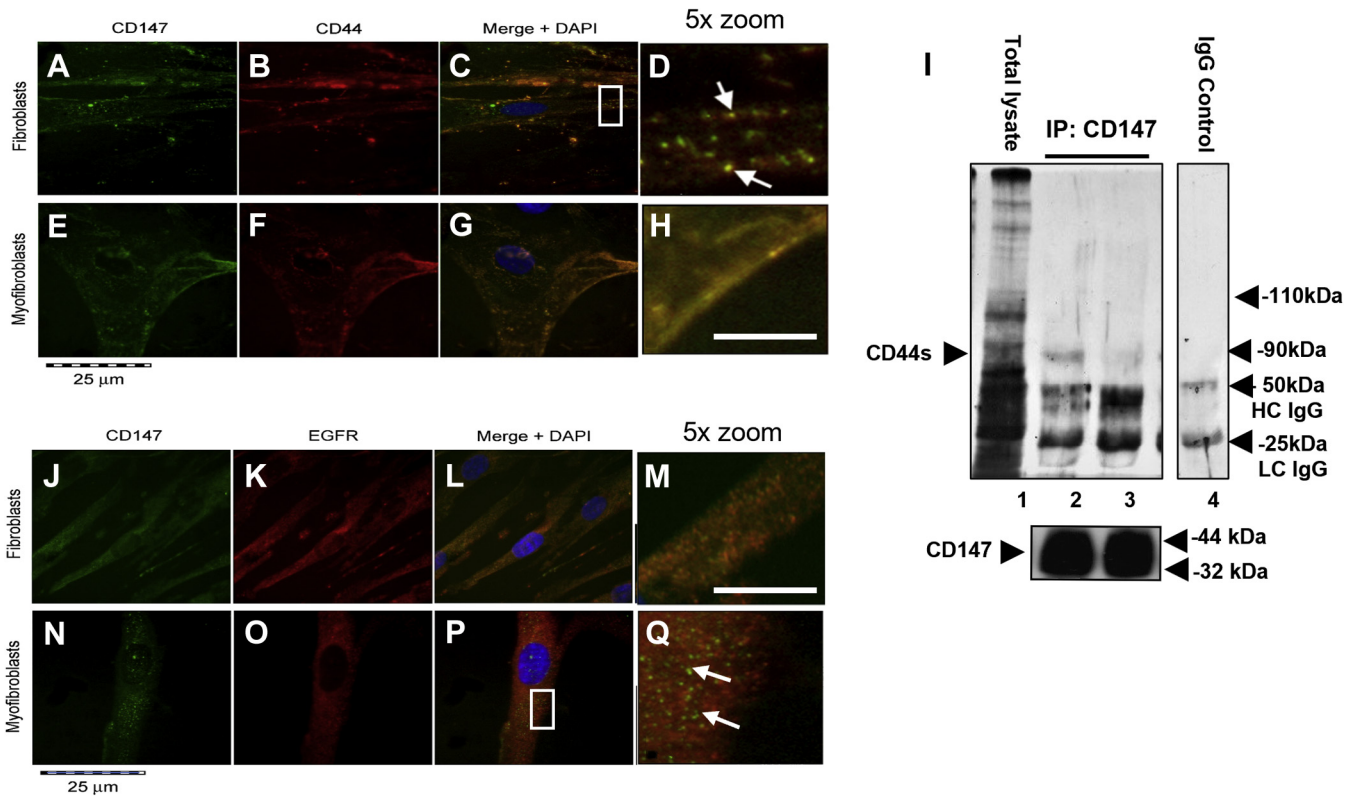 CD147 CD44 Merge + DAPI 5x zoom
Fibroblasts
A B C D
Myofibroblasts
E F G H
25 µm
I
Total lysate
IP: CD147
IgG Control
-110kDa
CD44s
-90kDa
- 50kDa
HC IgG
-25kDa
LC IgG
1 2 3 4
CD147
-44 kDa
-32 kDa
CD147 EGFR Merge + DAPI 5x zoom
Fibroblasts
J K L M
Myofibroblasts
N O P Q
25 µm